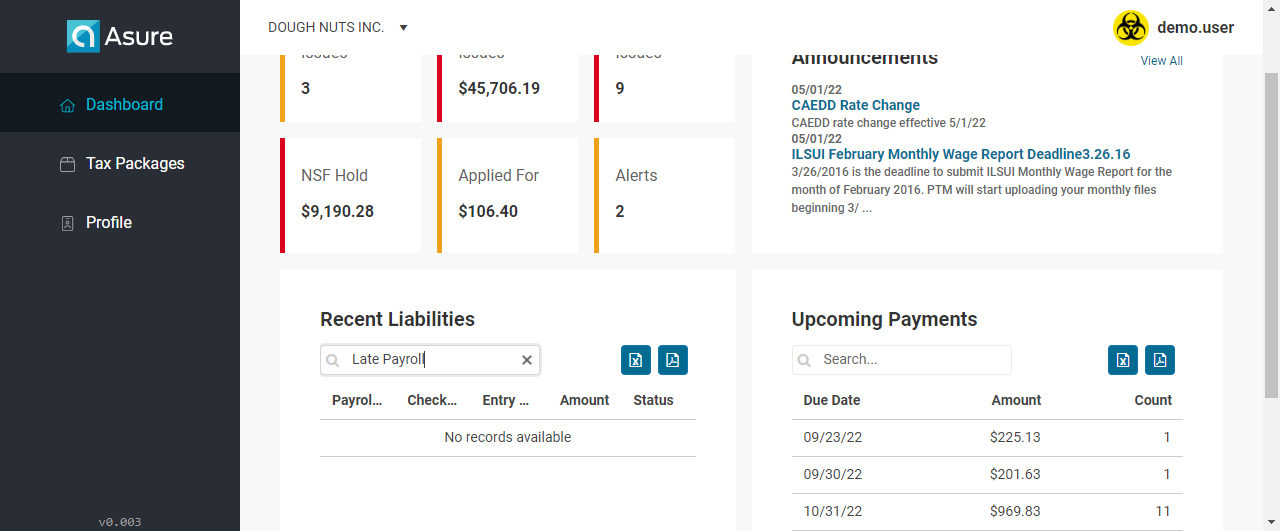 Asure
DOUGH NUTS INC.
demo.user
Dashboard
Tax Packages
Profile
v0.003
Issues
3
Issues
$45,706.19
Issues
9
NSF Hold
$9,190.28
Applied For
$106.40
Alerts
2
Announcements
View All
05/01/22
CAEDD Rate Change
CAEDD rate change effective 5/1/22
05/01/22
ILSUI February Monthly Wage Report Deadline3.26.16
3/26/2016 is the deadline to submit ILSUI Monthly Wage Report for the
month of February 2016. PTM will start uploading your monthly files
beginning 3/ ...
Recent Liabilities
Late Payroll
Payrol... Check... Entry ... Amount Status
No records available
Upcoming Payments
Search...
Due Date Amount Count
09/23/22 $225.13 1
09/30/22 $201.63 1
10/31/22 $969.83 11